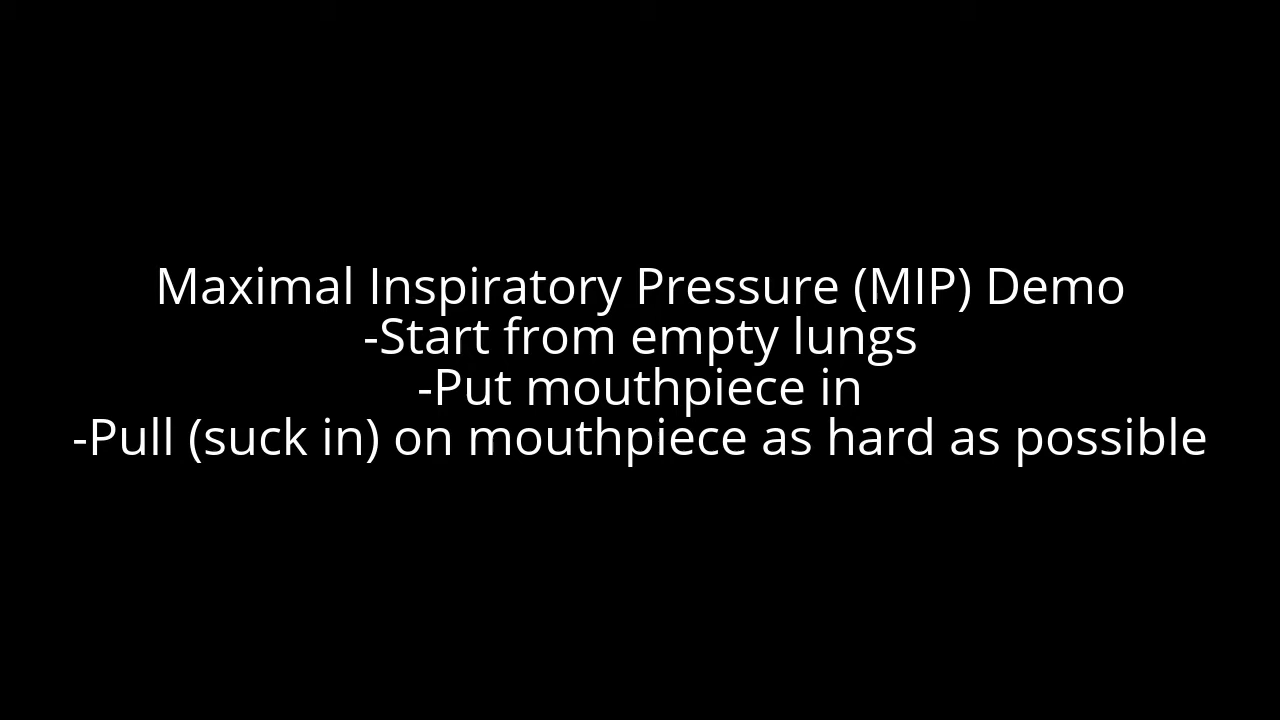 Maximal Inspiratory Pressure (MIP) Demo
-Start from empty lungs
-Put mouthpiece in
-Pull (suck in) on mouthpiece as hard as possible